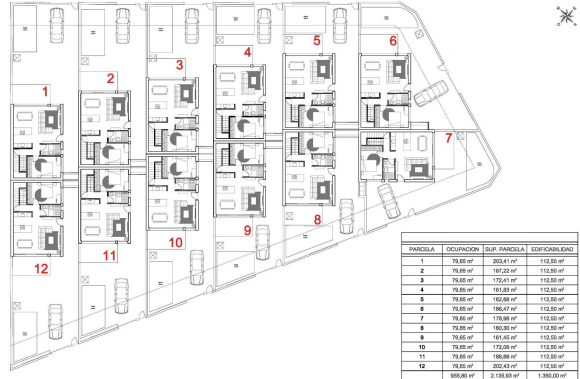 5
6
4
3
2
1
7
8
9
10
11
12
PARCELA OCUPACIÓN SUP. PARCELA EDIFICABILIDAD
1 79,65 m² 203,41 m² 112,50 m²
2 79,65 m² 187,22 m² 112,50 m²
3 79,65 m² 172,41 m² 112,50 m²
4 79,65 m² 161,83 m² 112,50 m²
5 79,65 m² 162,68 m² 112,50 m²
6 79,65 m² 186,47 m² 112,50 m²
7 79,65 m² 178,98 m² 112,50 m²
8 79,65 m² 160,30 m² 112,50 m²
9 79,65 m² 161,45 m² 112,50 m²
10 79,65 m² 172,08 m² 112,50 m²
11 79,65 m² 186,66 m² 112,50 m²
12 79,65 m² 202,43 m² 112,50 m²
955,80 m² 2.135,93 m² 1.350,00 m²